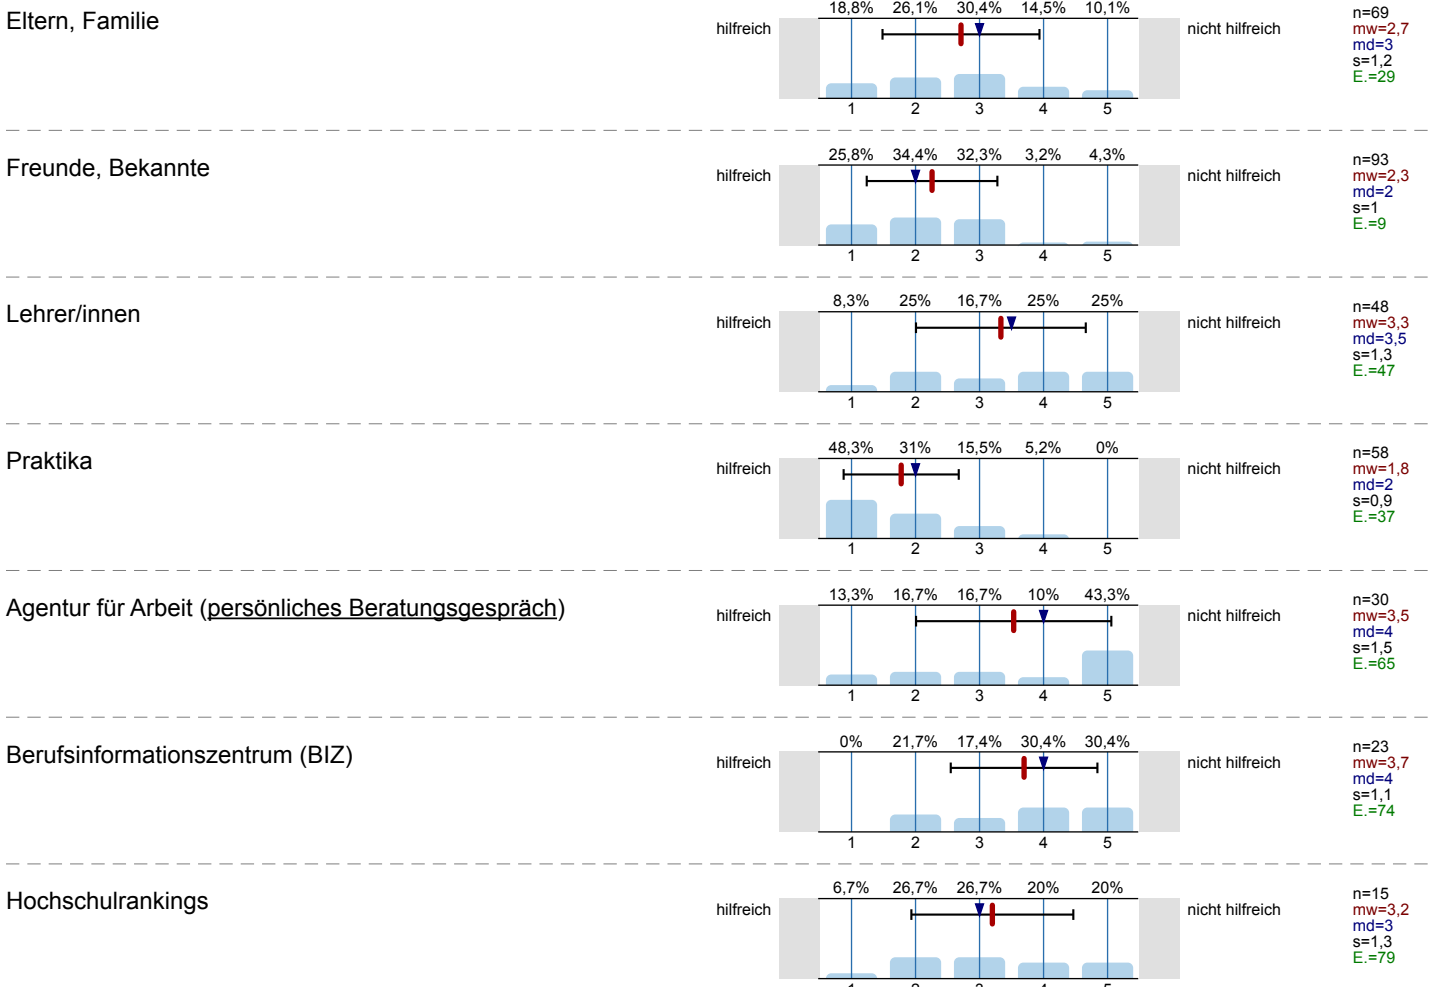 Eltern, Familie
18,8% 26,1% 30,4% 14,5% 10,1%
hilfreich
nicht hilfreich
1 2 3 4 5
n=69
mw=2,7
md=3
s=1,2
E.=29
Freunde, Bekannte
25,8% 34,4% 32,3% 3,2% 4,3%
hilfreich
nicht hilfreich
1 2 3 4 5
n=93
mw=2,3
md=2
s=1
E.=9
Lehrer/innen
8,3% 25% 16,7% 25% 25%
hilfreich
nicht hilfreich
1 2 3 4 5
n=48
mw=3,3
md=3,5
s=1,3
E.=47
Praktika
48,3% 31% 15,5% 5,2% 0%
hilfreich
nicht hilfreich
1 2 3 4 5
n=58
mw=1,8
md=2
s=0,9
E.=37
Agentur für Arbeit (persönliches Beratungsgespräch)
13,3% 16,7% 16,7% 10% 43,3%
hilfreich
nicht hilfreich
1 2 3 4 5
n=30
mw=3,5
md=4
s=1,5
E.=65
Berufsinformationszentrum (BIZ)
0% 21,7% 17,4% 30,4% 30,4%
hilfreich
nicht hilfreich
1 2 3 4 5
n=23
mw=3,7
md=4
s=1,1
E.=74
Hochschulrankings
6,7% 26,7% 26,7% 20% 20%
hilfreich
nicht hilfreich
1 2 3 4 5
n=15
mw=3,2
md=3
s=1,3
E.=79